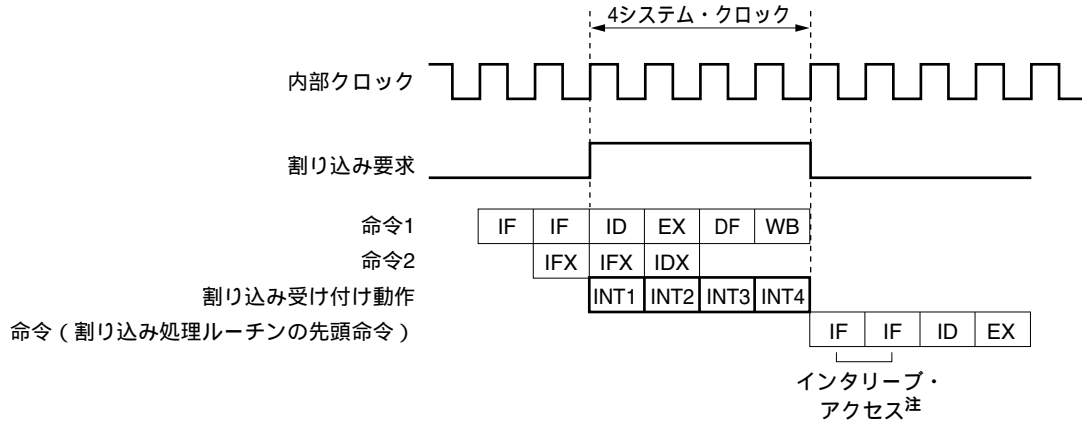 4システム・クロック
内部クロック
割り込み要求
命令1 IF IF ID EX DF WB
命令2 IFX IFX IDX
割り込み受け付け動作 INT1 INT2 INT3 INT4
命令(割り込み処理ルーチンの先頭命令) IF IF ID EX
インタリーブ・
アクセス注